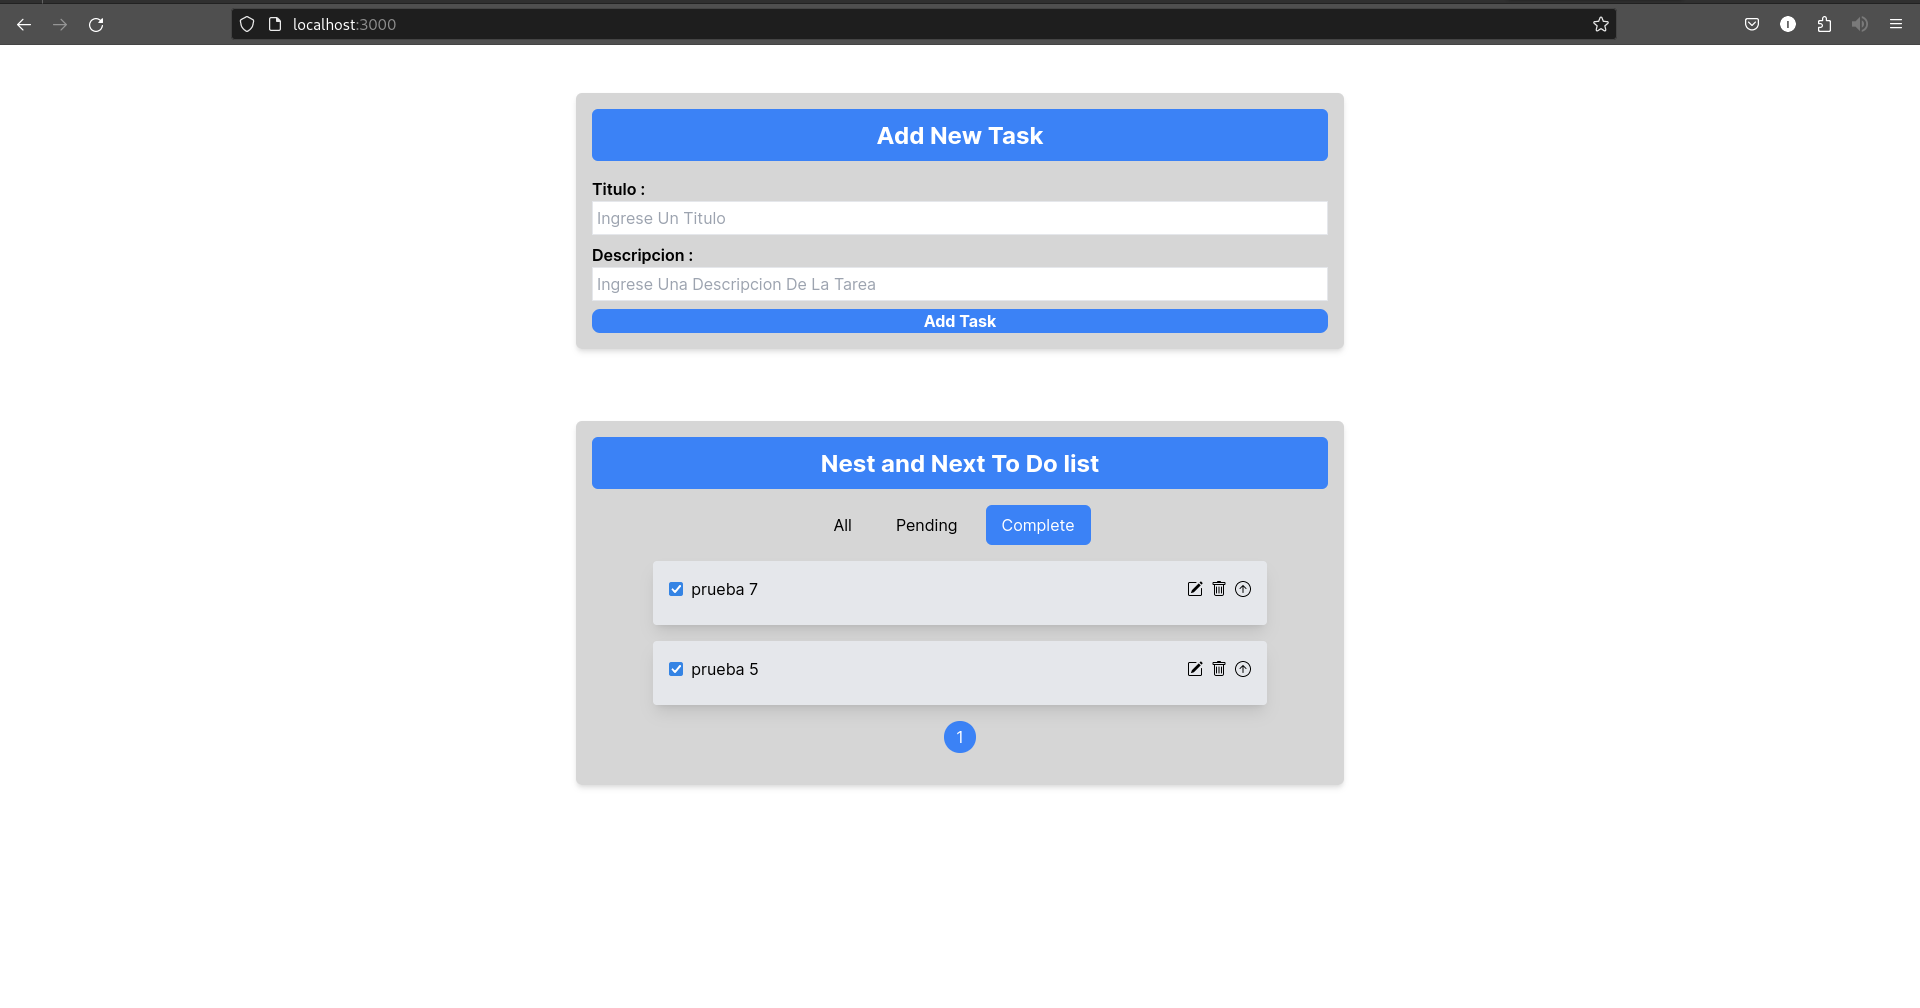 localhost:3000
Add New Task
Titulo :
Ingrese Un Titulo
Descripcion :
Ingrese Una Descripcion De La Tarea
Add Task
Nest and Next To Do list
All Pending Complete
prueba 7
prueba 5
1